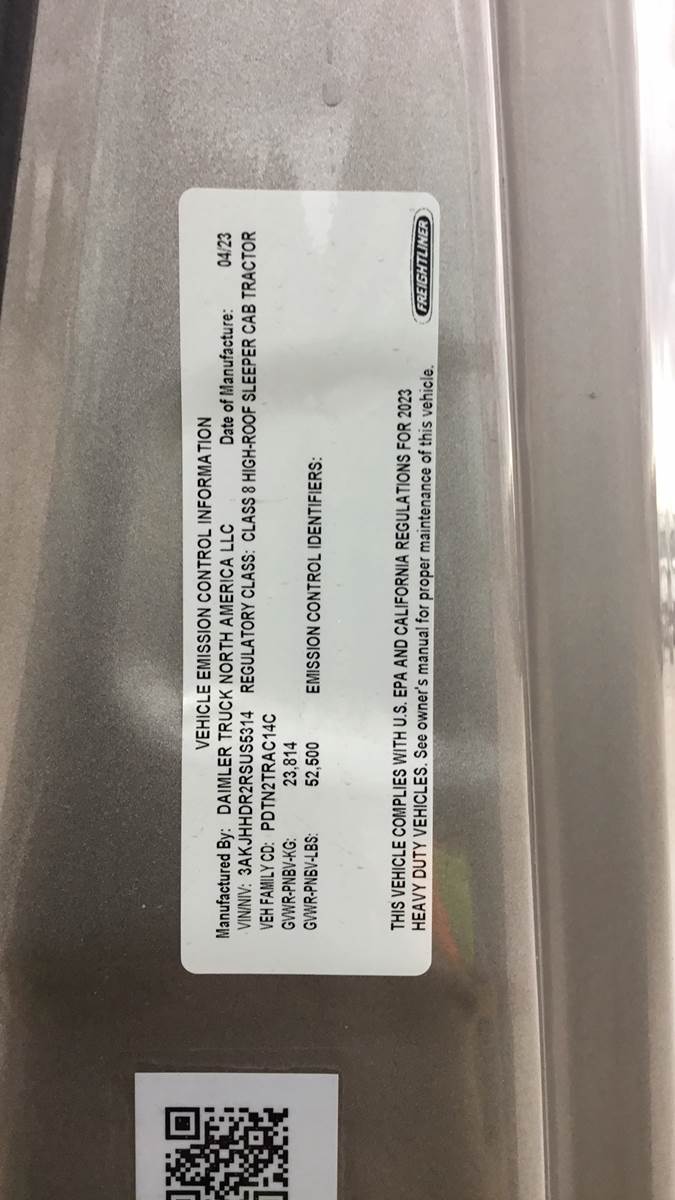 VEHICLE EMISSION CONTROL INFORMATION
Manufactured By: DAIMLER TRUCK NORTH AMERICA LLC Date of Manufacture: 04/23
VIN/NIV: 3AKJHHDR2RSUS5314 REGULATORY CLASS: CLASS 8 HIGH-ROOF SLEEPER CAB TRACTOR
VEH FAMILY CD: PDTN2TRAC14C
GVWR-PNBV-KG: 23,814
GVWR-PNBV-LBS: 52,500 EMISSION CONTROL IDENTIFIERS:
THIS VEHICLE COMPLIES WITH U.S. EPA AND CALIFORNIA REGULATIONS FOR 2023
HEAVY DUTY VEHICLES. See owner's manual for proper maintenance of this vehicle.
FREIGHTLINER